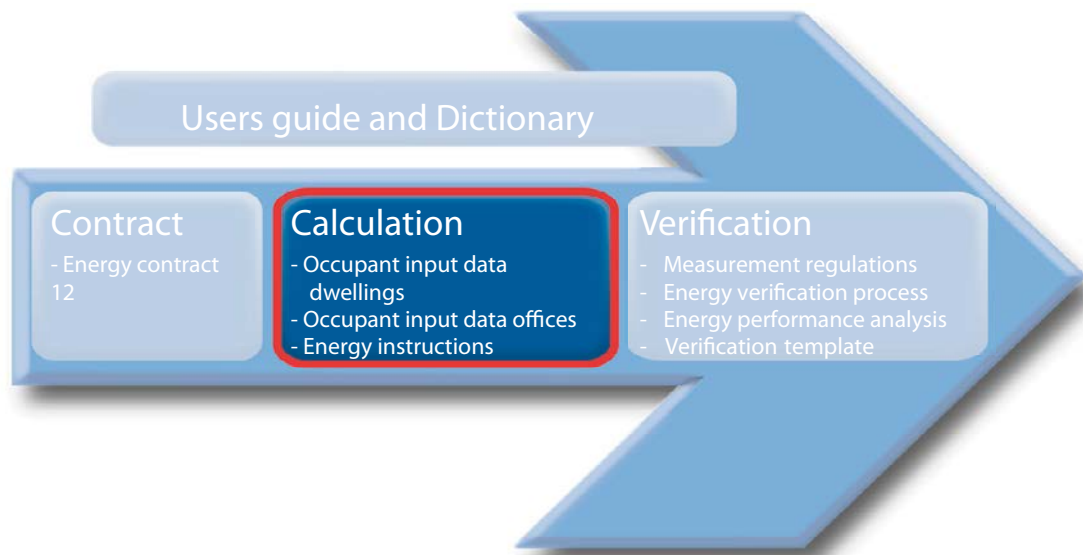 Users guide and Dictionary
Contract
- Energy contract
12
Calculation
- Occupant input data
dwellings
- Occupant input data offices
- Energy instructions
Verification
- Measurement regulations
- Energy verification process
- Energy performance analysis
- Verification template